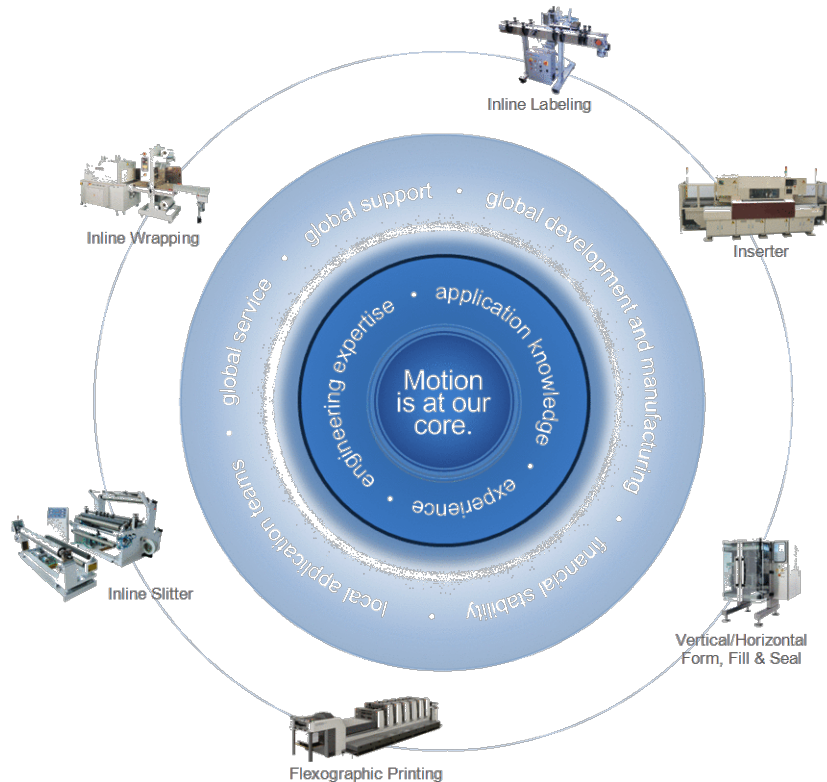 Inline Labeling
Inline Wrapping
Inserter
global support • global development and manufacturing • financial stability • local application teams • global service •
application knowledge • experience • engineering expertise •
Motion
is at our
core.
Inline Slitter
Vertical/Horizontal
Form, Fill & Seal
Flexographic Printing